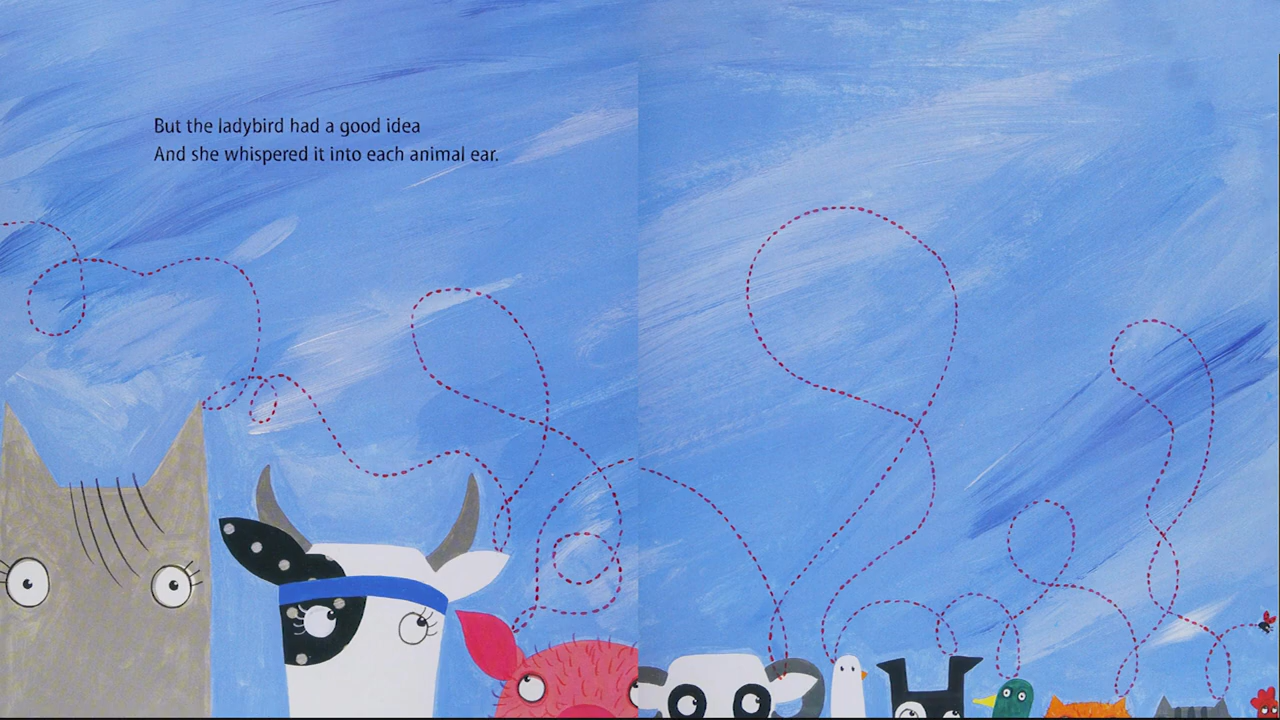 But the ladybird had a good idea
And she whispered it into each animal ear.